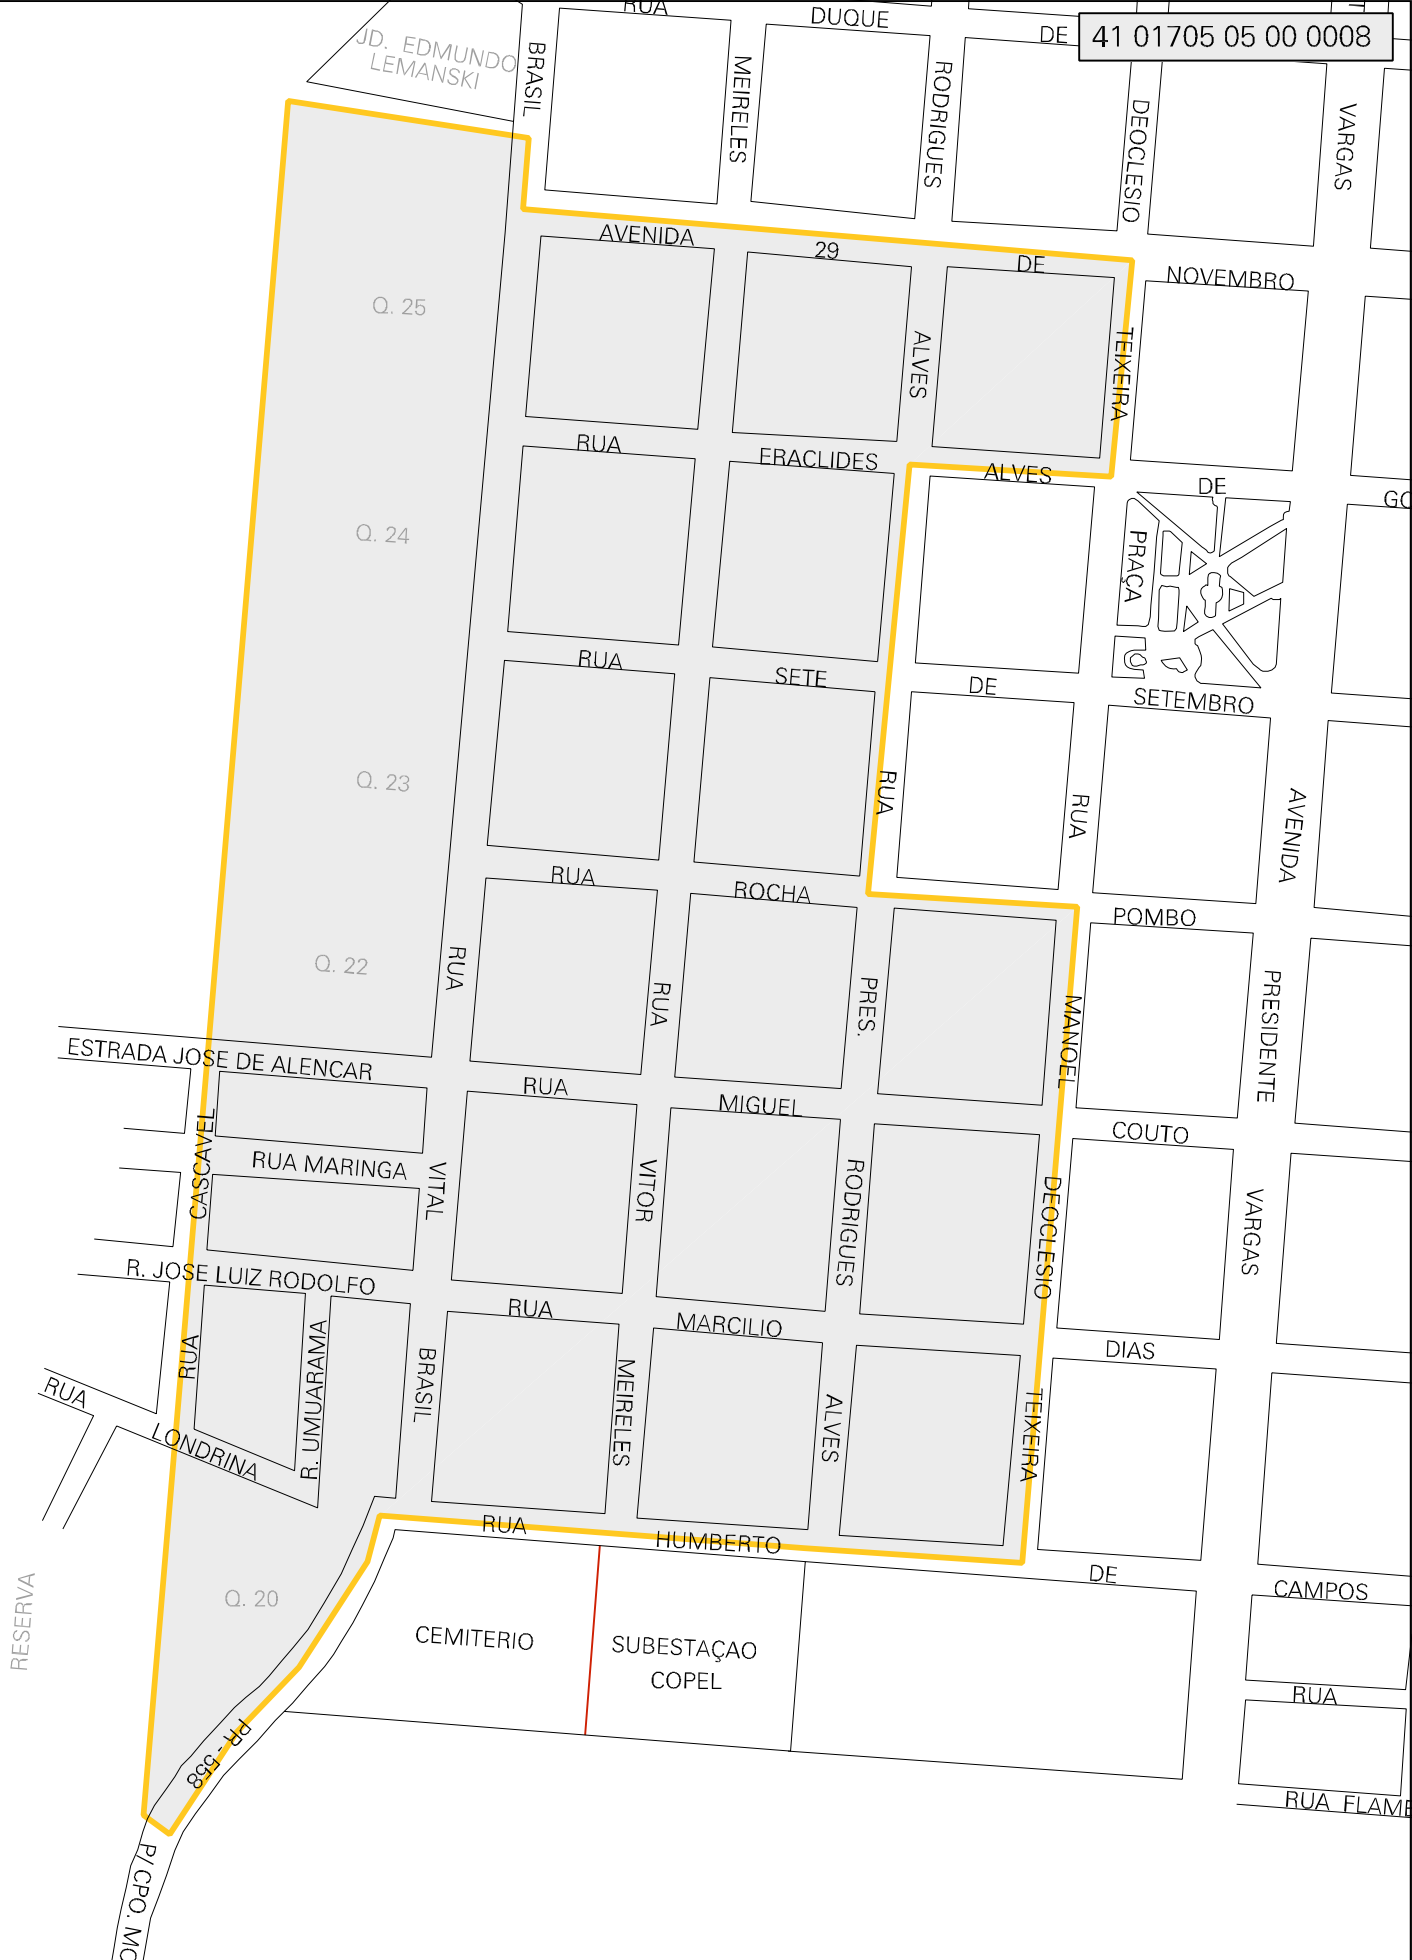 RUA
DUQUE
DE
41 01705 05 00 0008
JD. EDMUNDO
LEMANSKI
BRASIL
MEIRELES
RODRIGUES
DEOCLESIO
VARGAS
AVENIDA
29
DE
NOVEMBRO
Q. 25
ALVES
TEIXEIRA
RUA
ERACLIDES
ALVES
DE
GO
Q. 24
PRAÇA
RUA
SETE
DE
SETEMBRO
Q. 23
RUA
RUA
AVENIDA
RUA
ROCHA
POMBO
Q. 22
RUA
RUA
PRES.
MANOEL
PRESIDENTE
ESTRADA JOSE DE ALENCAR
RUA
MIGUEL
COUTO
CASCAVEL
RUA MARINGA
VITAL
VITOR
RODRIGUES
DEOCLESIO
VARGAS
R. JOSE LUIZ RODOLFO
RUA
MARCILIO
DIAS
RUA
R. UMUARAMA
BRASIL
MEIRELES
ALVES
TEIXEIRA
RUA
LONDRINA
RUA
HUMBERTO
DE
CAMPOS
RESERVA
Q. 20
CEMITERIO
SUBESTAÇAO
COPEL
RUA
PR - 558
RUA FLAME
P/ CPO. MO